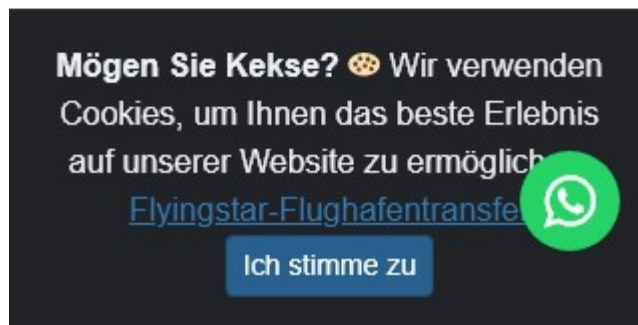 Mögen Sie Kekse? 🍪 Wir verwenden
Cookies, um Ihnen das beste Erlebnis
auf unserer Website zu ermöglich
Flyingstar-Flughafentransfe
Ich stimme zu